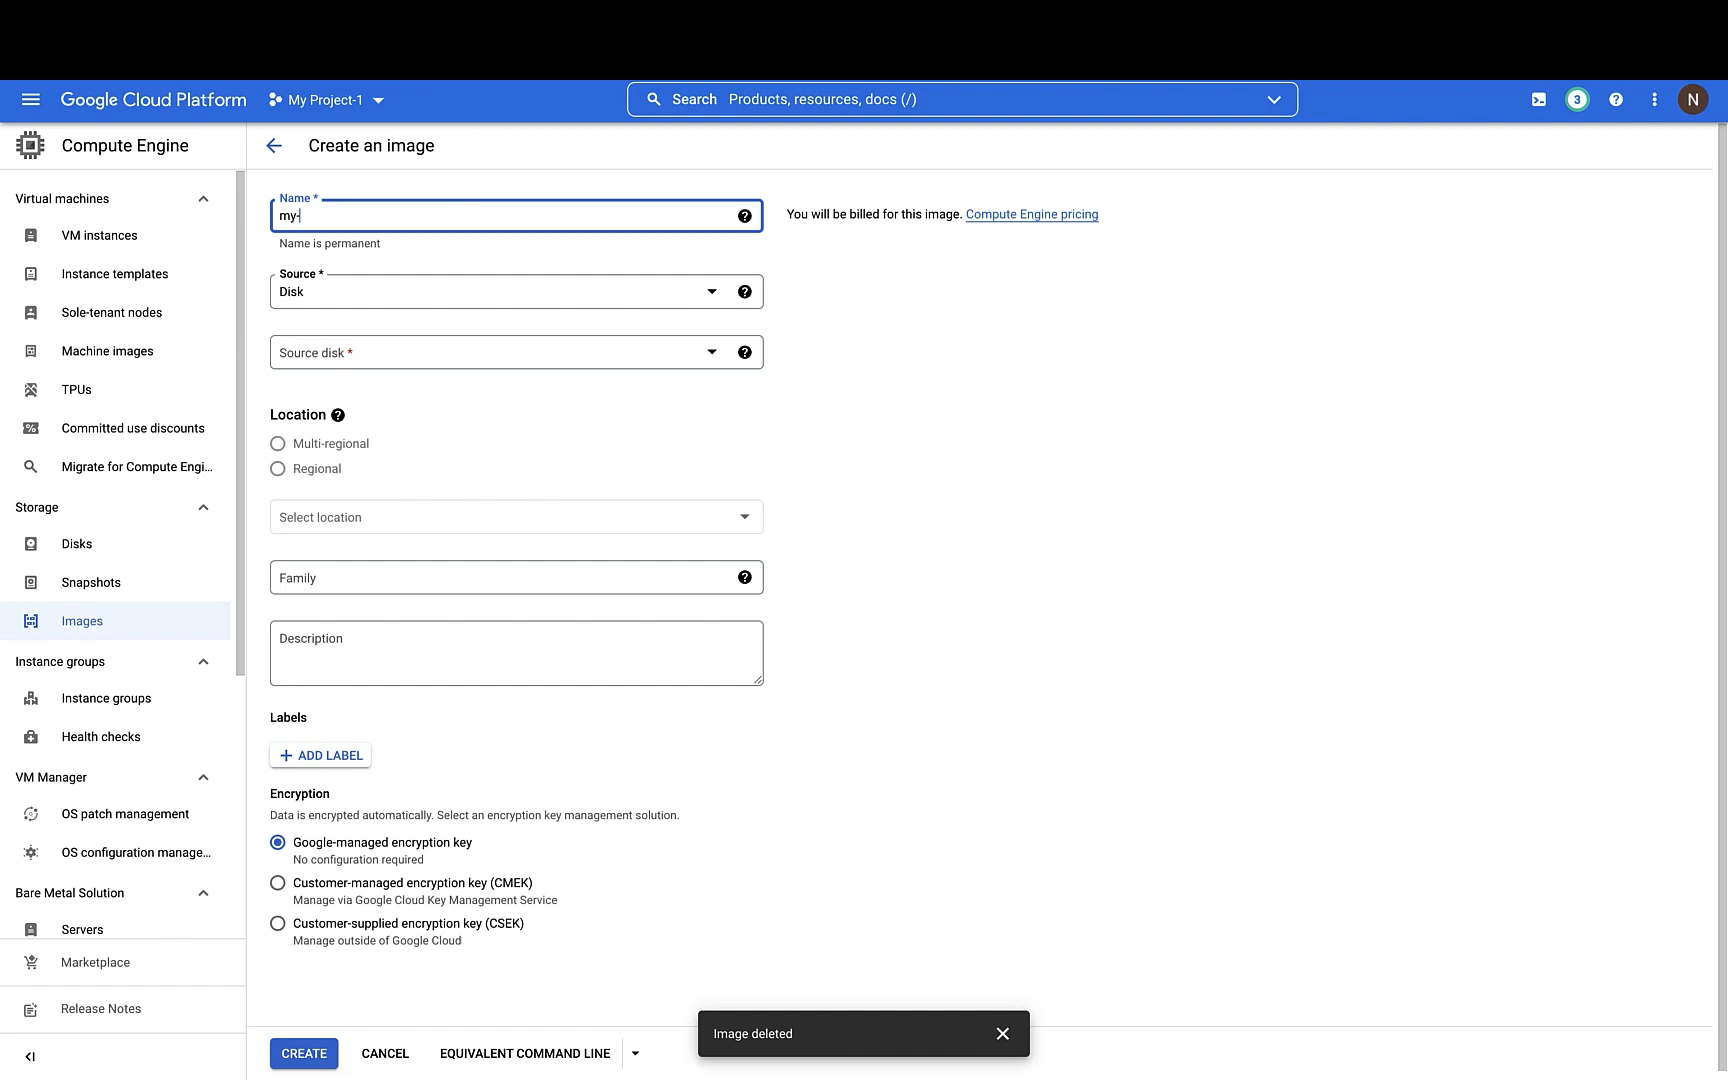 Google Cloud Platform
My Project-1
Search Products, resources, docs (/)
3
N
Compute Engine
Virtual machines
VM instances
Instance templates
Sole-tenant nodes
Machine images
TPUs
Committed use discounts
Migrate for Compute Engi...
Storage
Disks
Snapshots
Images
Instance groups
Instance groups
Health checks
VM Manager
OS patch management
OS configuration manage...
Bare Metal Solution
Servers
Marketplace
Release Notes
Create an image
Name *
my-
Name is permanent
You will be billed for this image. Compute Engine pricing
Source *
Disk
Source disk *
Location
Multi-regional
Regional
Select location
Family
Description
Labels
ADD LABEL
Encryption
Data is encrypted automatically. Select an encryption key management solution.
Google-managed encryption key
No configuration required
Customer-managed encryption key (CMEK)
Manage via Google Cloud Key Management Service
Customer-supplied encryption key (CSEK)
Manage outside of Google Cloud
CREATE
CANCEL
EQUIVALENT COMMAND LINE
Image deleted